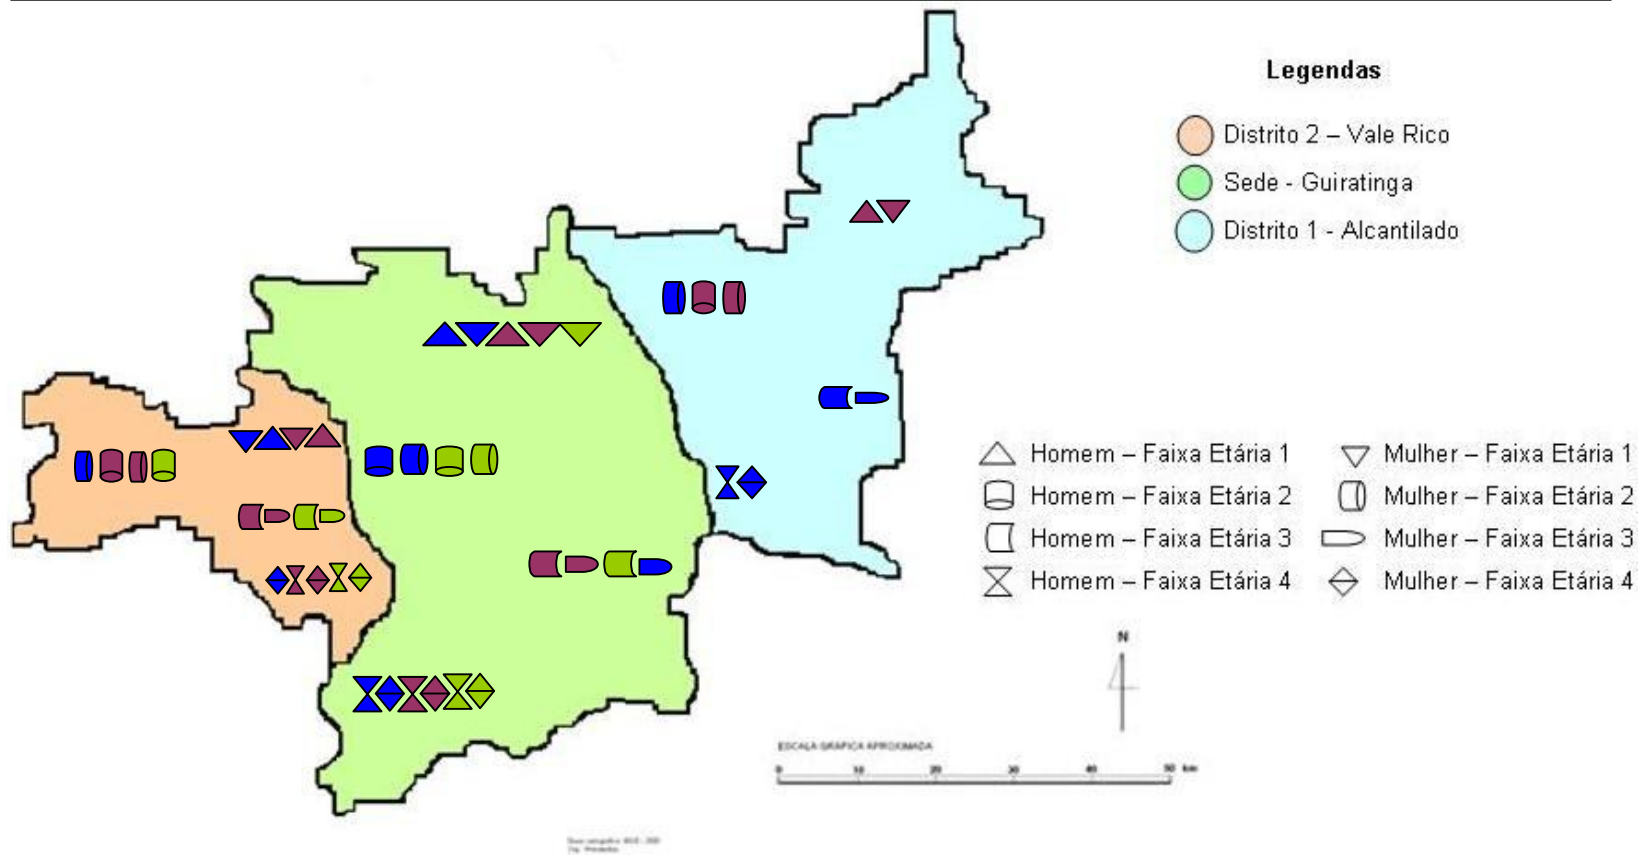 Legendas
Distrito 2 – Vale Rico
Sede - Guiratinga
Distrito 1 - Alcantilado
Homem – Faixa Etária 1
Mulher – Faixa Etária 1
Homem – Faixa Etária 2
Mulher – Faixa Etária 2
Homem – Faixa Etária 3
Mulher – Faixa Etária 3
Homem – Faixa Etária 4
Mulher – Faixa Etária 4
N
ESCALA GRÁFICA APROXIMADA
0 10 20 30 40 50 km